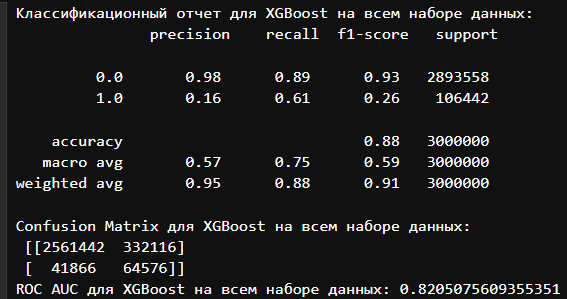 Классификационный отчет для XGBoost на всем наборе данных:
precision recall f1-score support
0.0 0.98 0.89 0.93 2893558
1.0 0.16 0.61 0.26 106442
accuracy 0.88 3000000
macro avg 0.57 0.75 0.59 3000000
weighted avg 0.95 0.88 0.91 3000000
Confusion Matrix для XGBoost на всем наборе данных:
[[2561442 332116]
[ 41866 64576]]
ROC AUC для XGBoost на всем наборе данных: 0.8205075609355351